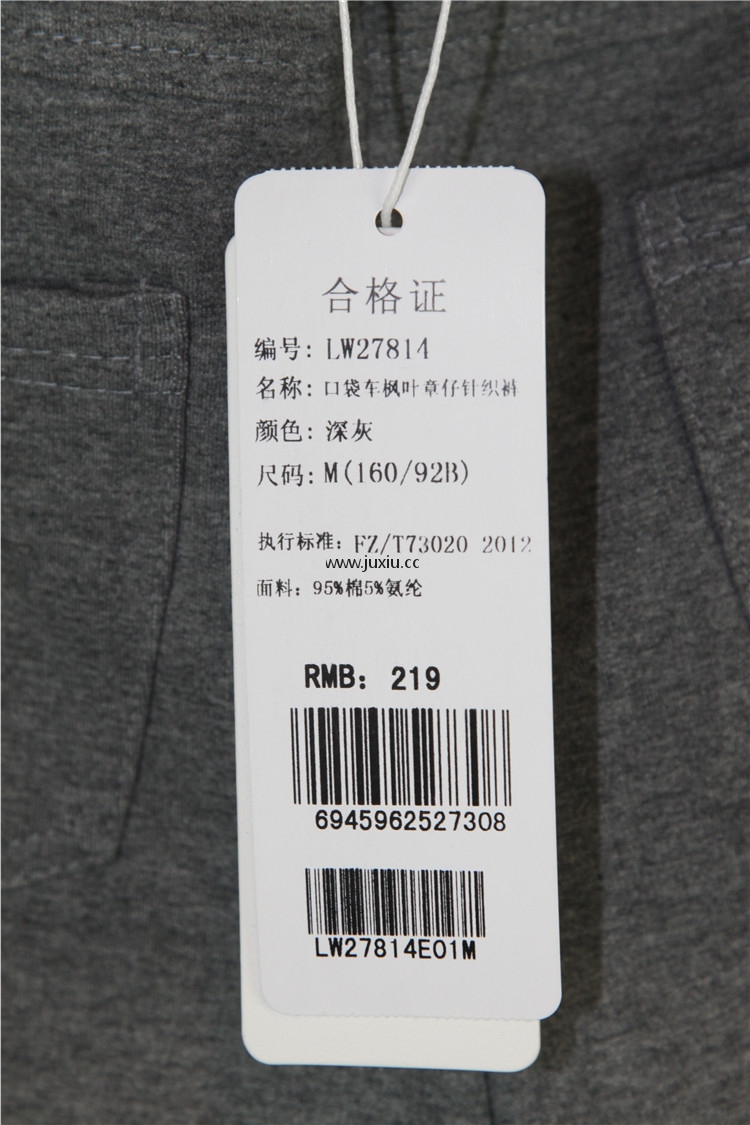 合格证
编号: LW27814
名称: 口袋车枫叶章仔针织裤
颜色: 深灰
尺码: M(160/92B)
执行标准: FZ/T73020 2012
www.juxiu.cc
面料: 95%棉5%氨纶
RMB: 219
6945962527308
LW27814E01M